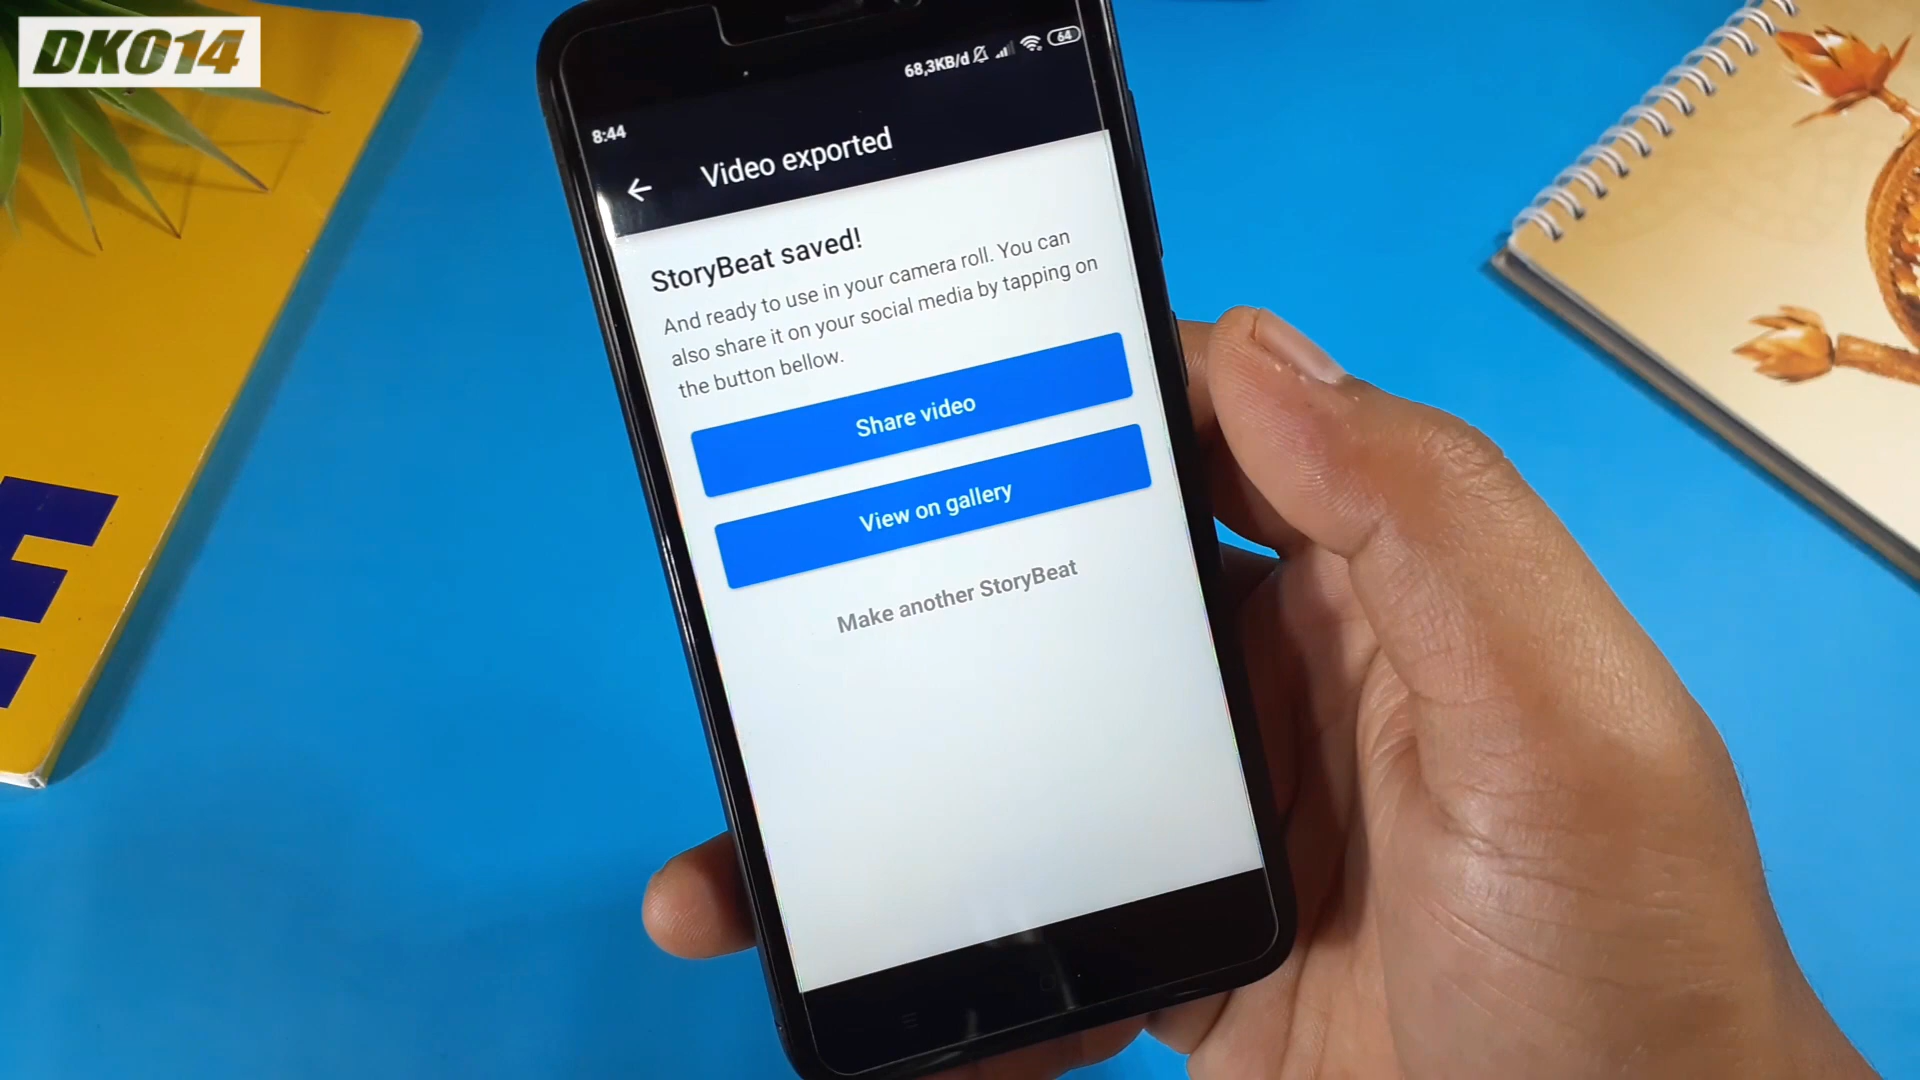 DK014
68,3KB/d
64
8:44
Video exported
StoryBeat saved!
And ready to use in your camera roll. You can
also share it on your social media by tapping on
the button bellow.
Share video
View on gallery
Make another StoryBeat
E